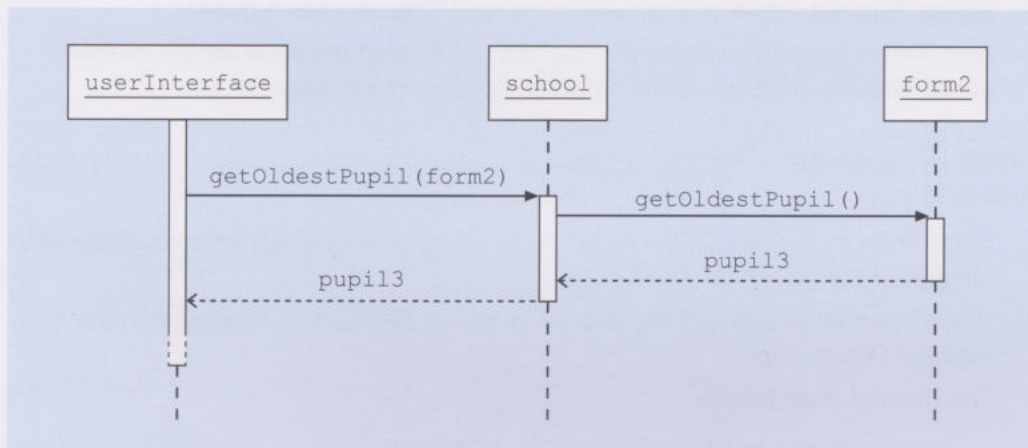 userInterface
school
form2
getOldestPupil(form2)
getOldestPupil()
pupil3
pupil3